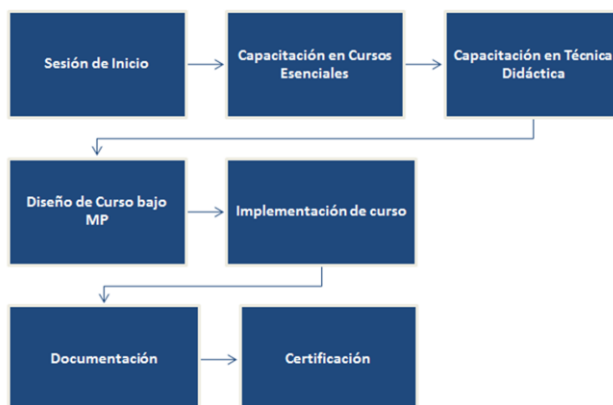 Sesión de Inicio
Capacitación en Cursos
Esenciales
Capacitación en Técnica
Didáctica
Diseño de Curso bajo
MP
Implementación de curso
Documentación
Certificación